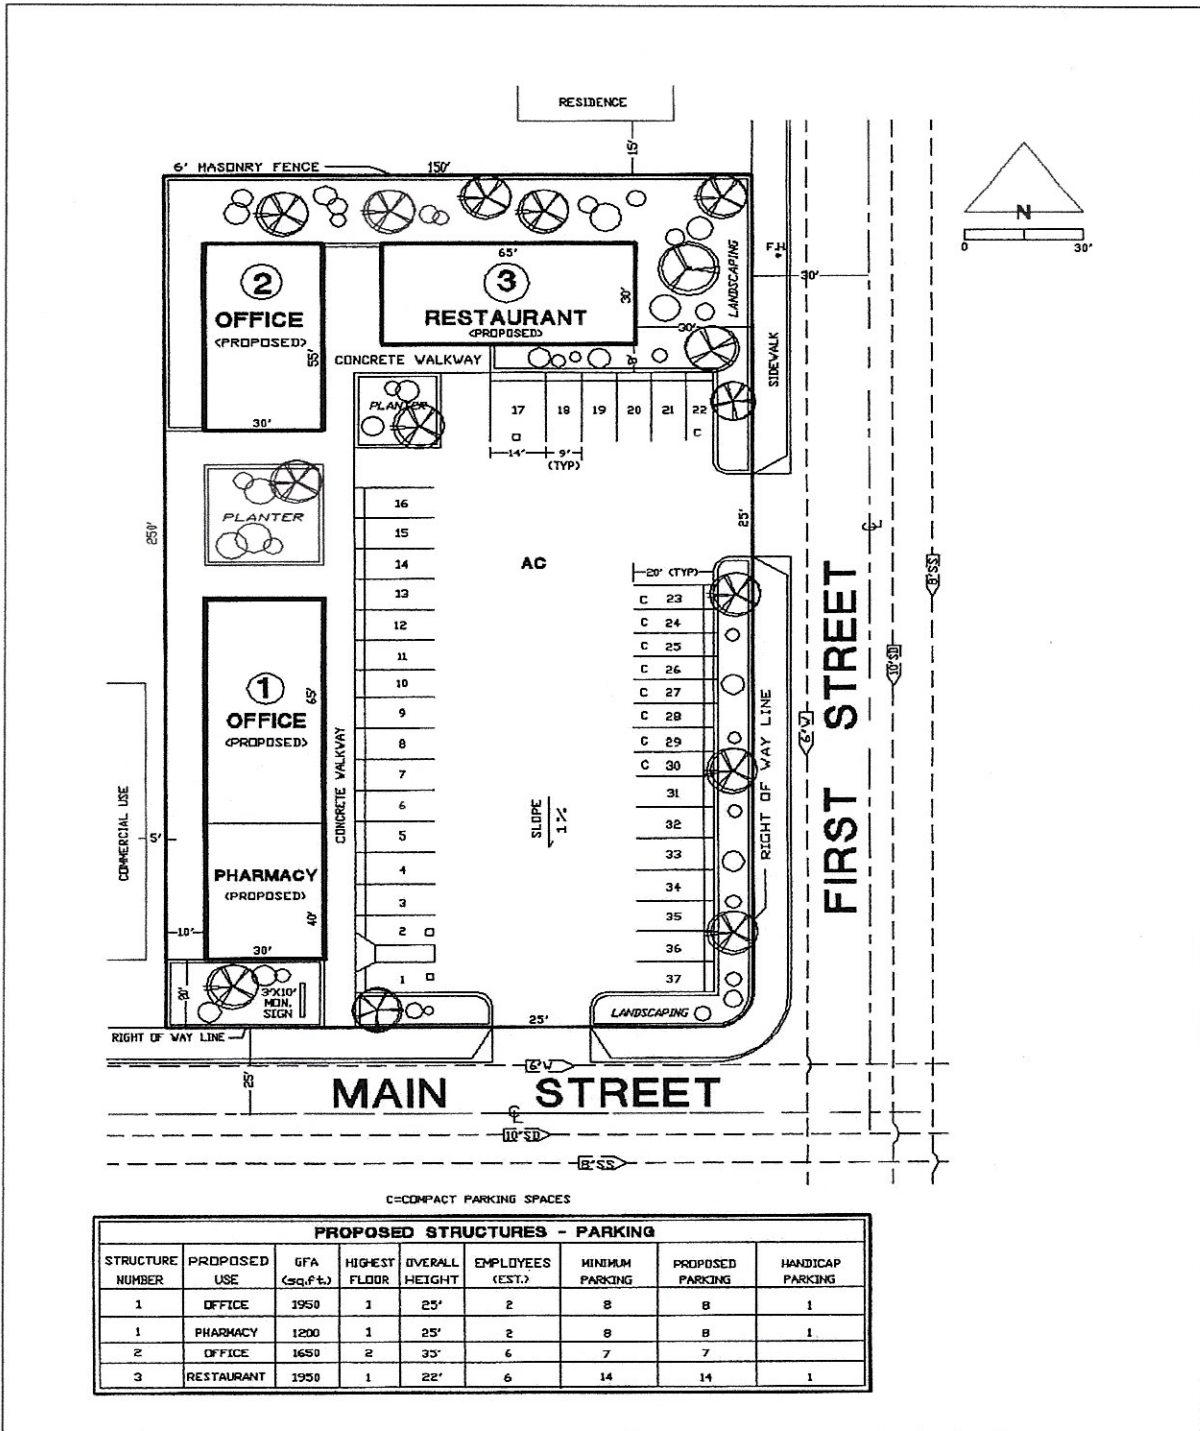 RESIDENCE
15'
6' MASONRY FENCE
150'
N
0 30'
2
OFFICE
(PROPOSED)
55'
30'
65'
3
RESTAURANT
(PROPOSED)
30'
30'
8'
LANDSCAPING
F.H.
30'
SIDEWALK
CONCRETE WALKWAY
PLANTER
17 18 19 20 21 22
C
14' 9'
(TYP)
PLANTER
250'
16
15
14
13
12
11
10
9
8
7
6
5
4
3
2
1
AC
25'
20' (TYP)
C 23
C 24
C 25
C 26
C 27
C 28
C 29
C 30
31
32
33
34
35
36
37
SLOPE
1%
1
OFFICE
(PROPOSED)
65'
PHARMACY
(PROPOSED)
40'
30'
CONCRETE WALKWAY
COMMERCIAL USE
5'
10'
20'
3'X10'
MON.
SIGN
RIGHT OF WAY LINE
25'
LANDSCAPING
25'
RIGHT OF WAY LINE
FIRST STREET
CL
6"W
10"SD
8"SS
6"W
MAIN STREET
CL
10"SD
8"SS
C=COMPACT PARKING SPACES
PROPOSED STRUCTURES - PARKING
STRUCTURE NUMBER PROPOSED USE GFA (sq.ft.) HIGHEST FLOOR OVERALL HEIGHT EMPLOYEES (EST.) MINIMUM PARKING PROPOSED PARKING HANDICAP PARKING
1 OFFICE 1950 1 25' 2 8 8 1
1 PHARMACY 1200 1 25' 2 8 8 1
2 OFFICE 1650 2 35' 6 7 7
3 RESTAURANT 1950 1 22' 6 14 14 1